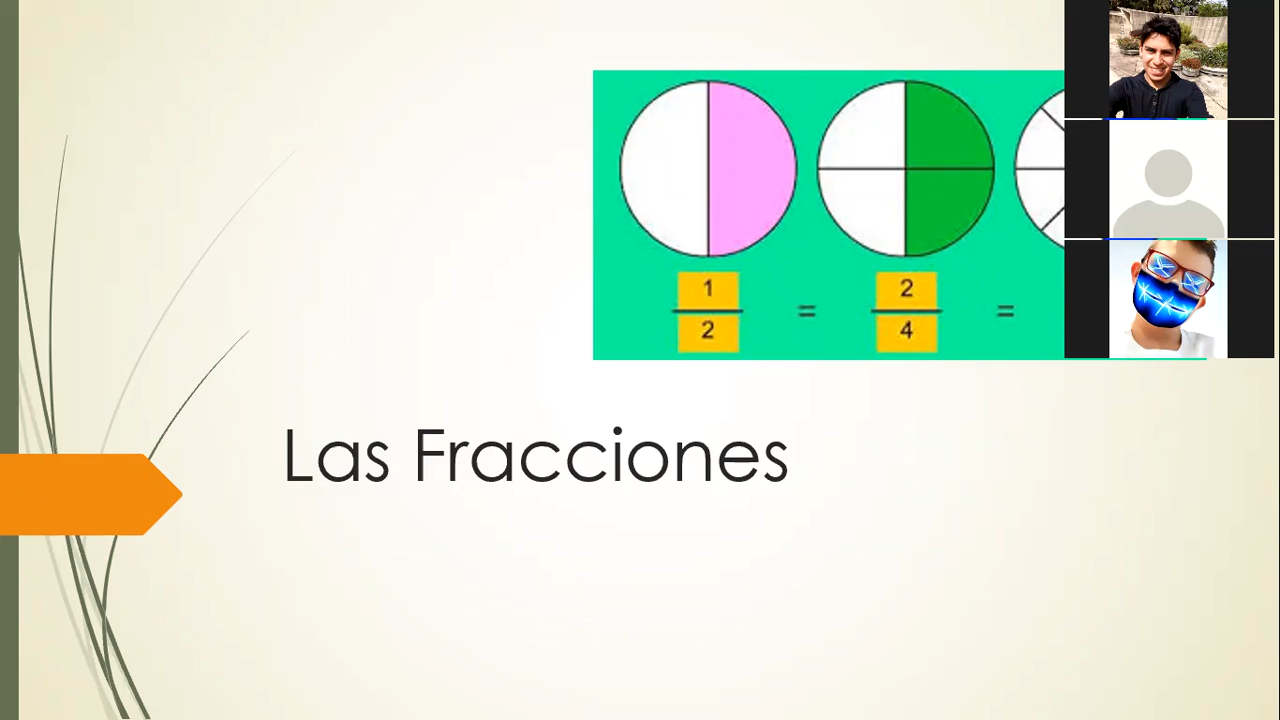 1 2
= =
2 4
Las Fracciones